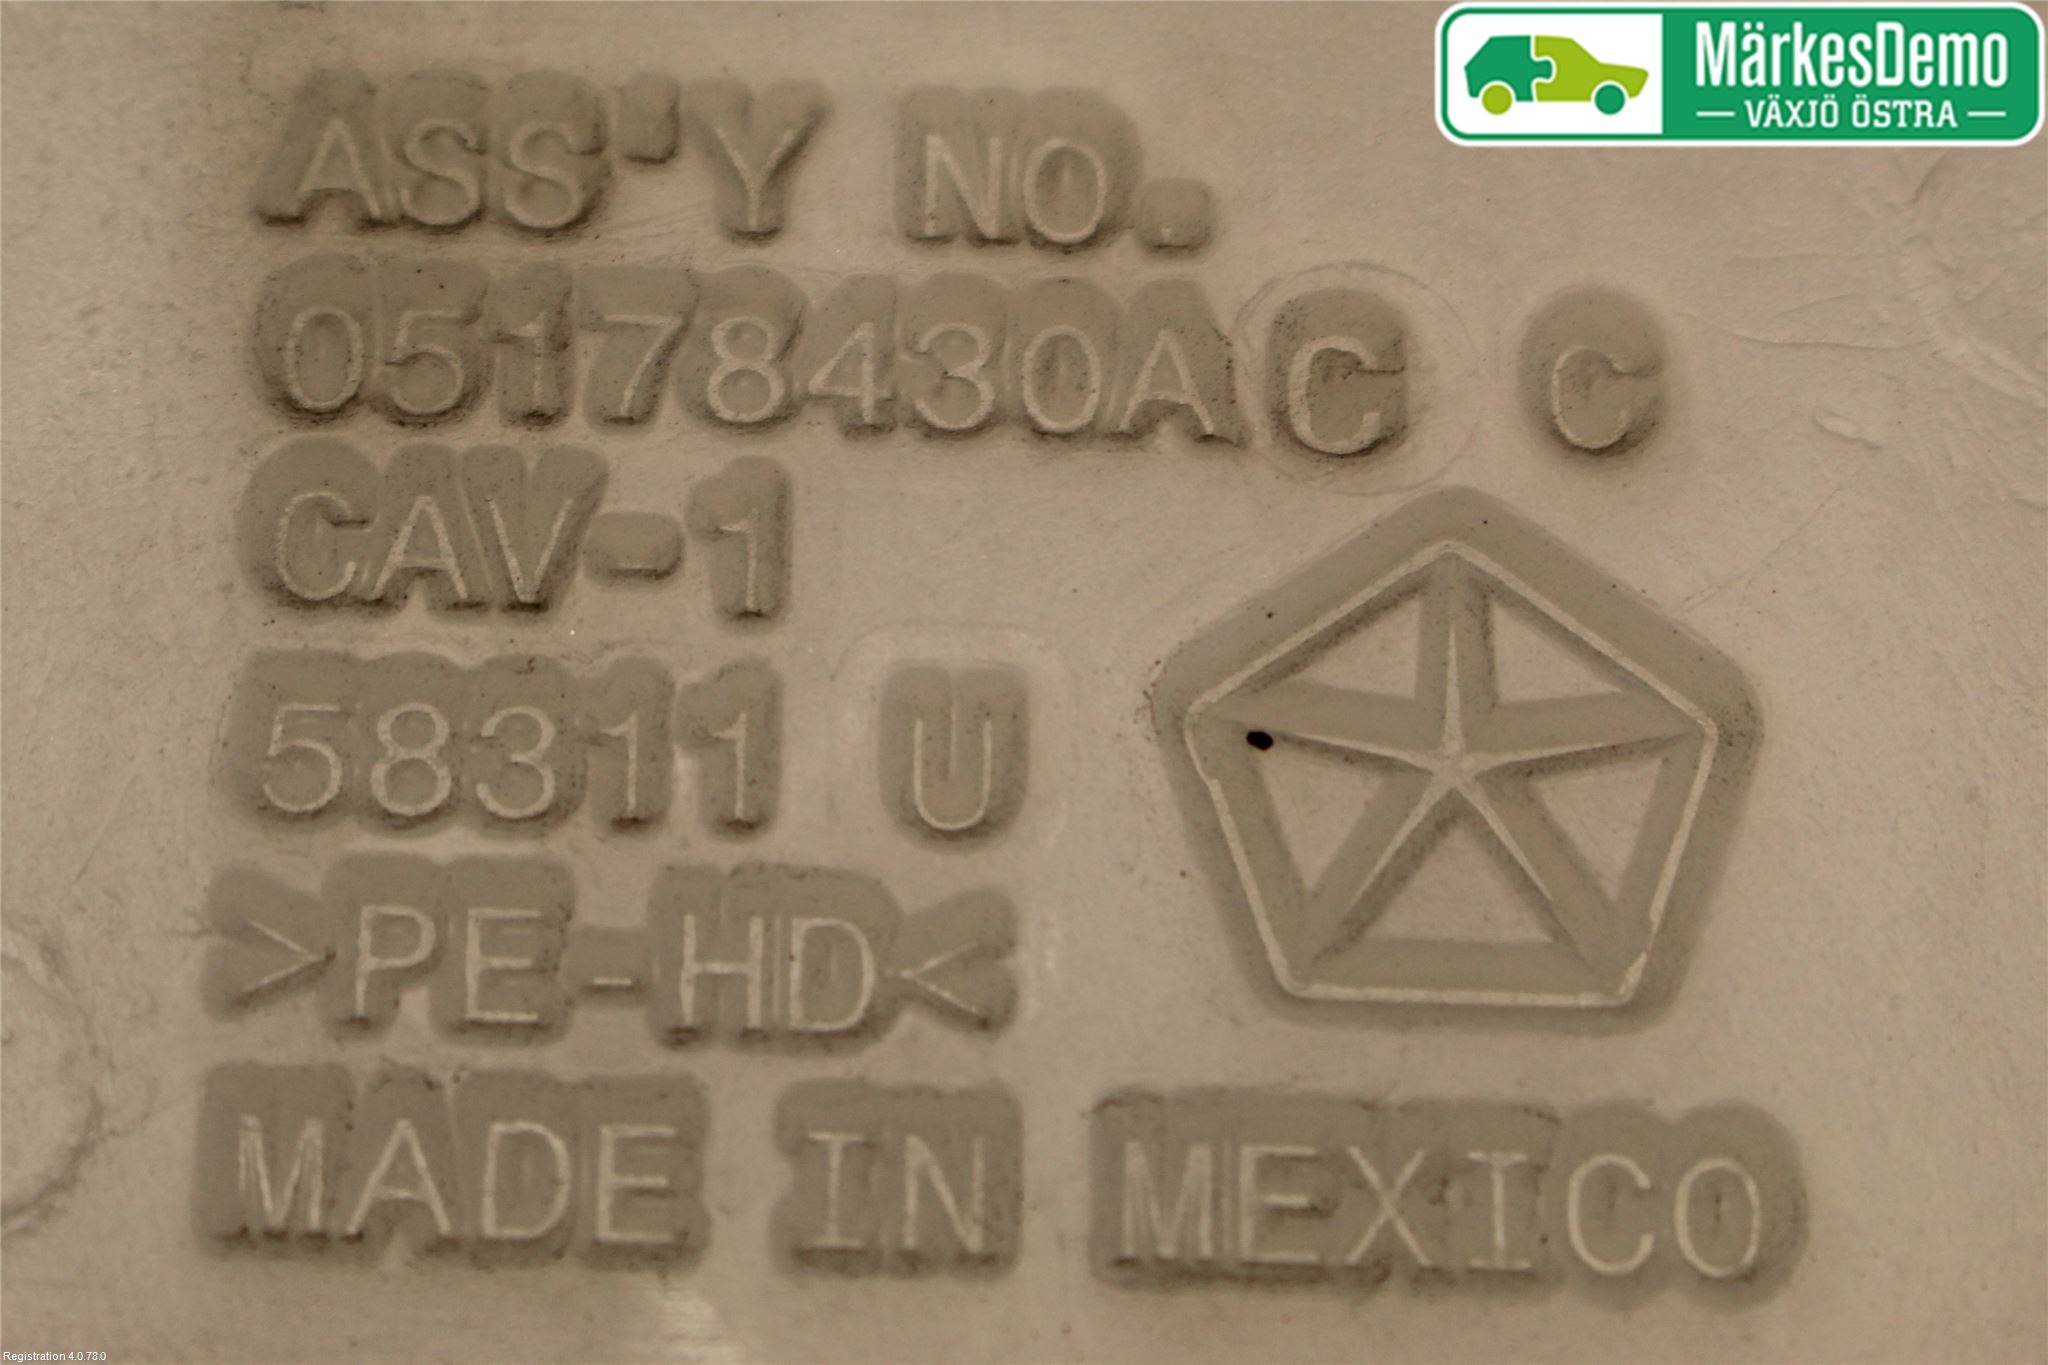 MärkesDemo
— VÄXJÖ ÖSTRA —
ASS'Y NO.
05178430AC C
CAV-1
58311 U
>PE-HD<
MADE IN MEXICO
Registration 4.0.78.0